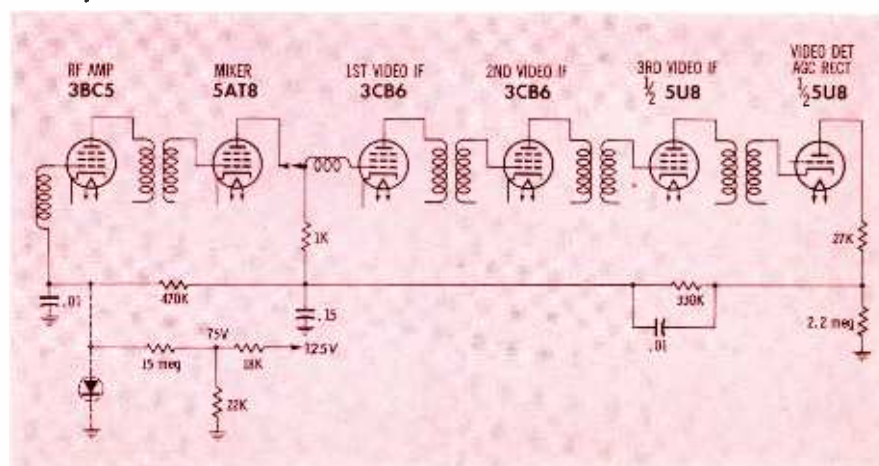 RF AMP
3BC5
MIXER
5AT8
1ST VIDEO IF
3CB6
2ND VIDEO IF
3CB6
3RD VIDEO IF
½ 5U8
VIDEO DET
AGC RECT
½ 5U8
1K
27K
.01
470K
.15
330K
.01
2.2 meg
75V
125V
15 meg
18K
22K